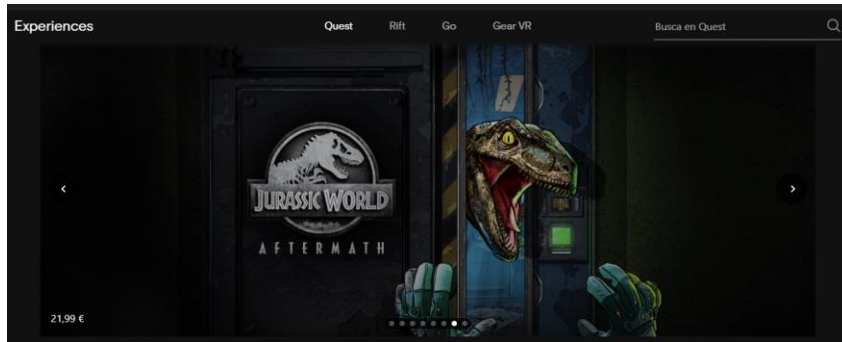 Experiences
Quest
Rift
Go
Gear VR
Busca en Quest
JURASSIC WORLD
AFTERMATH
21,99 €